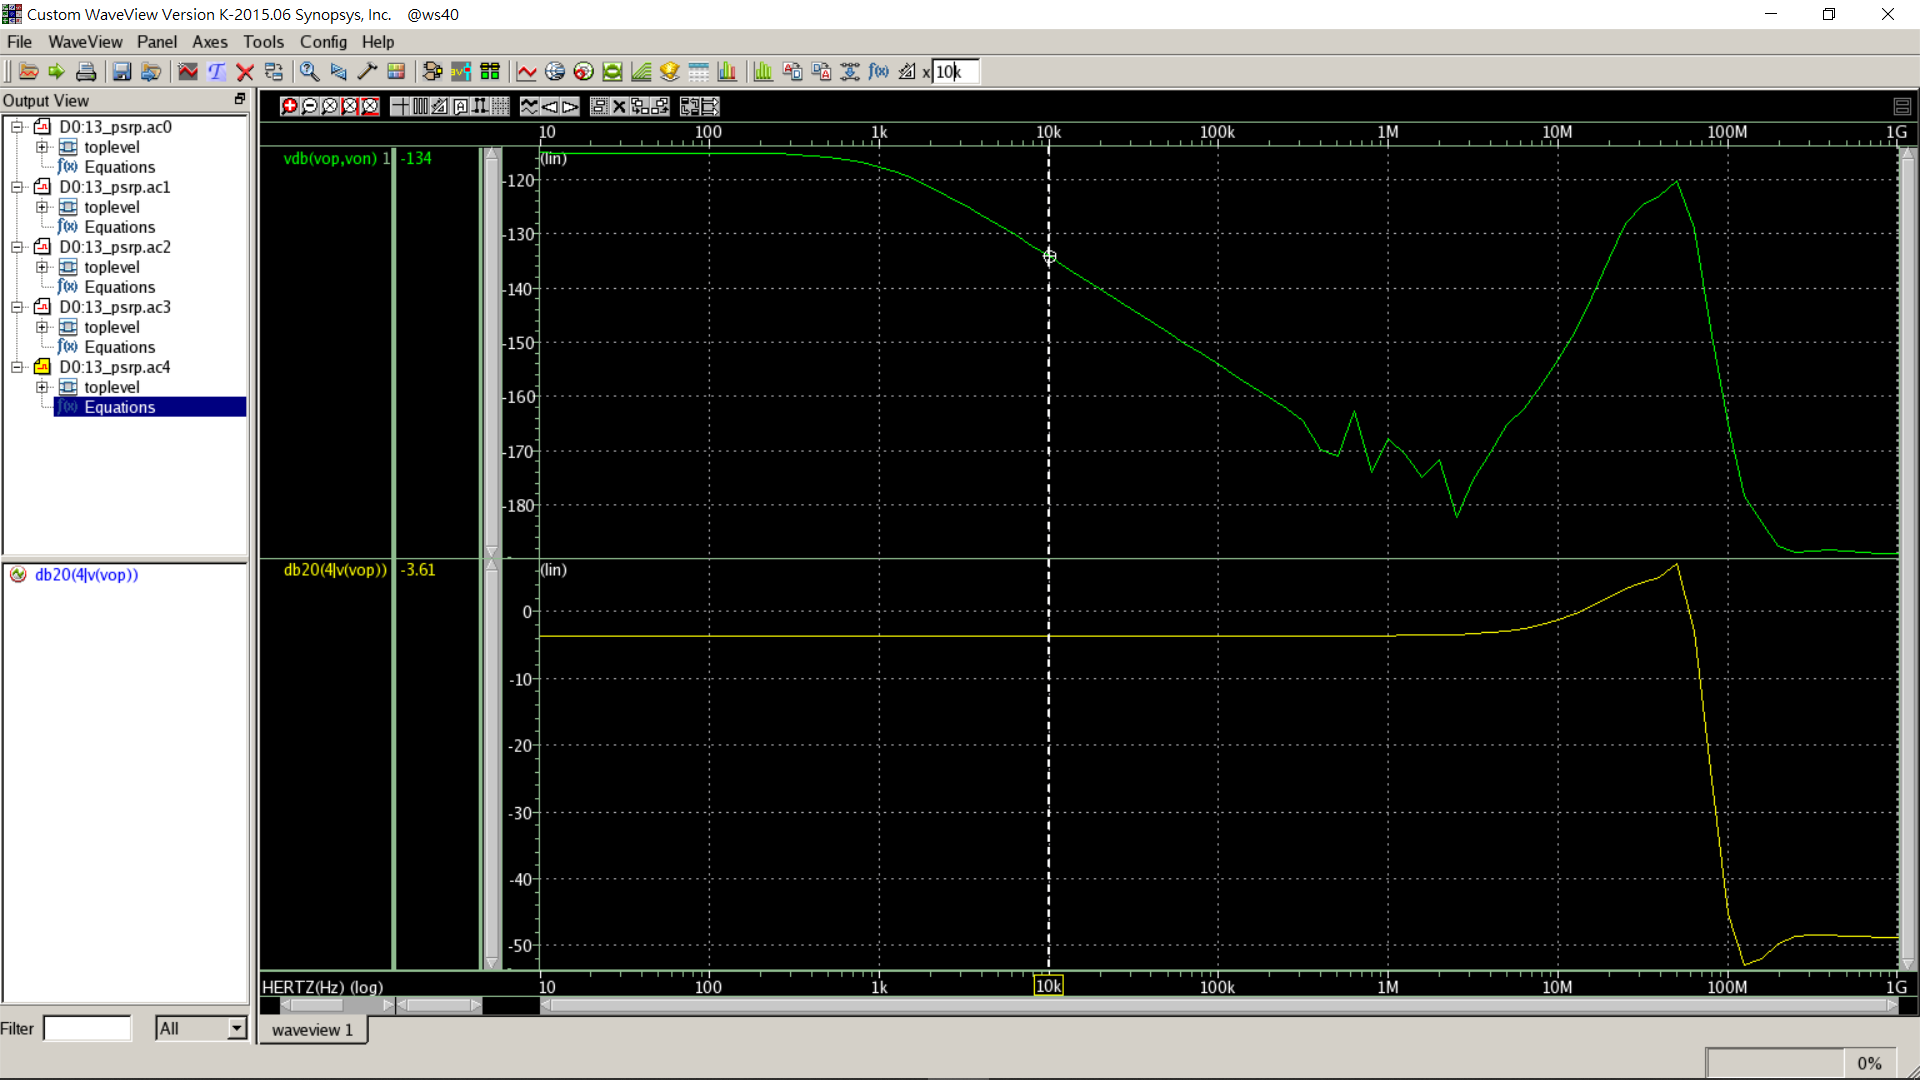 Custom WaveView Version K-2015.06 Synopsys, Inc. @ws40
File WaveView Panel Axes Tools Config Help
x 10k
Output View
D0:13_psrp.ac0
toplevel
f(x) Equations
D0:13_psrp.ac1
toplevel
f(x) Equations
D0:13_psrp.ac2
toplevel
f(x) Equations
D0:13_psrp.ac3
toplevel
f(x) Equations
D0:13_psrp.ac4
toplevel
f(x) Equations
db20(4|v(vop))
Filter All
10 100 1k 10k 100k 1M 10M 100M 1G
vdb(vop,von) 1 -134 (lin)
-120
-130
-140
-150
-160
-170
-180
db20(4|v(vop)) -3.61 (lin)
0
-10
-20
-30
-40
-50
HERTZ(Hz) (log) 10 100 1k 10k 100k 1M 10M 100M 1G
waveview 1
0%